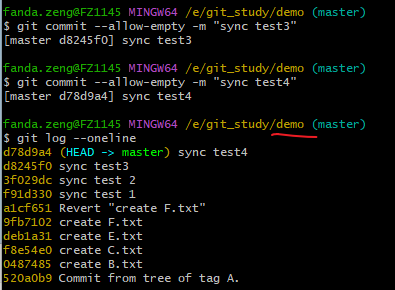 fanda.zeng@FZ1145 MINGW64 /e/git_study/demo (master)
$ git commit --allow-empty -m "sync test3"
[master d8245f0] sync test3
fanda.zeng@FZ1145 MINGW64 /e/git_study/demo (master)
$ git commit --allow-empty -m "sync test4"
[master d78d9a4] sync test4
fanda.zeng@FZ1145 MINGW64 /e/git_study/demo (master)
$ git log --oneline
d78d9a4 (HEAD -> master) sync test4
d8245f0 sync test3
3f029dc sync test 2
f91d330 sync test 1
a1cf651 Revert "create F.txt"
9fb7102 create F.txt
deb1a31 create E.txt
f8e54e0 create C.txt
0487485 create B.txt
520a0b9 Commit from tree of tag A.